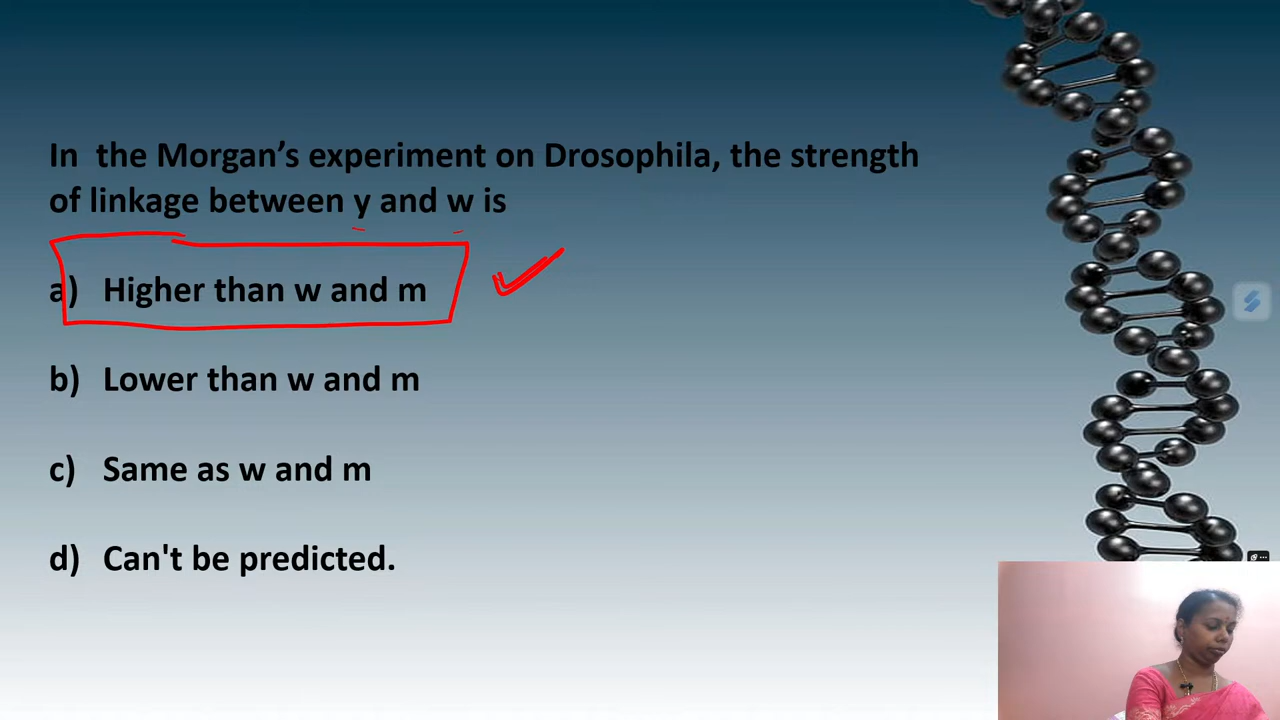 In the Morgan's experiment on Drosophila, the strength
of linkage between y and w is
a) Higher than w and m
b) Lower than w and m
c) Same as w and m
d) Can't be predicted.